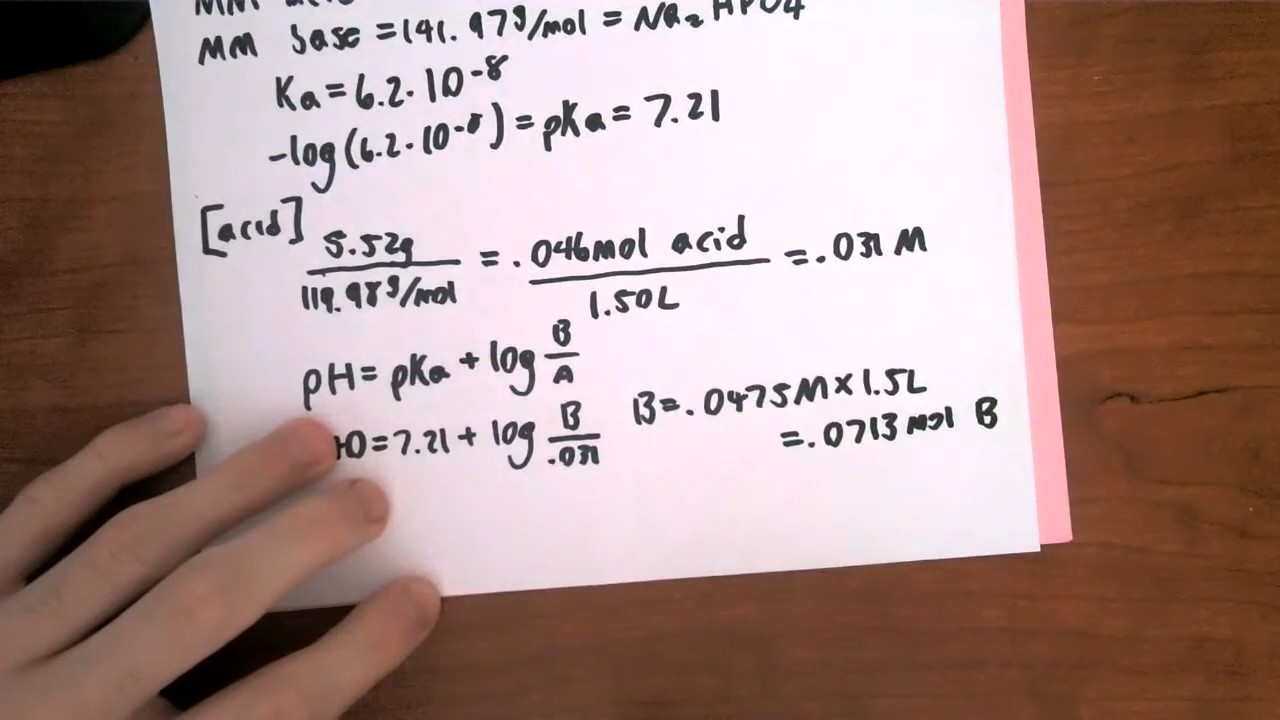 MM base = 141.97g/mol = Na₂HPO4
Ka = 6.2·10⁻⁸
-log(6.2·10⁻⁸) = pKa = 7.21
[acid] 5.52g / 119.98g/mol = .046mol acid / 1.50L = .031 M
pH = pKa + log B/A
40 = 7.21 + log B/.031 B = .0475M × 1.5L
= .0713 mol B